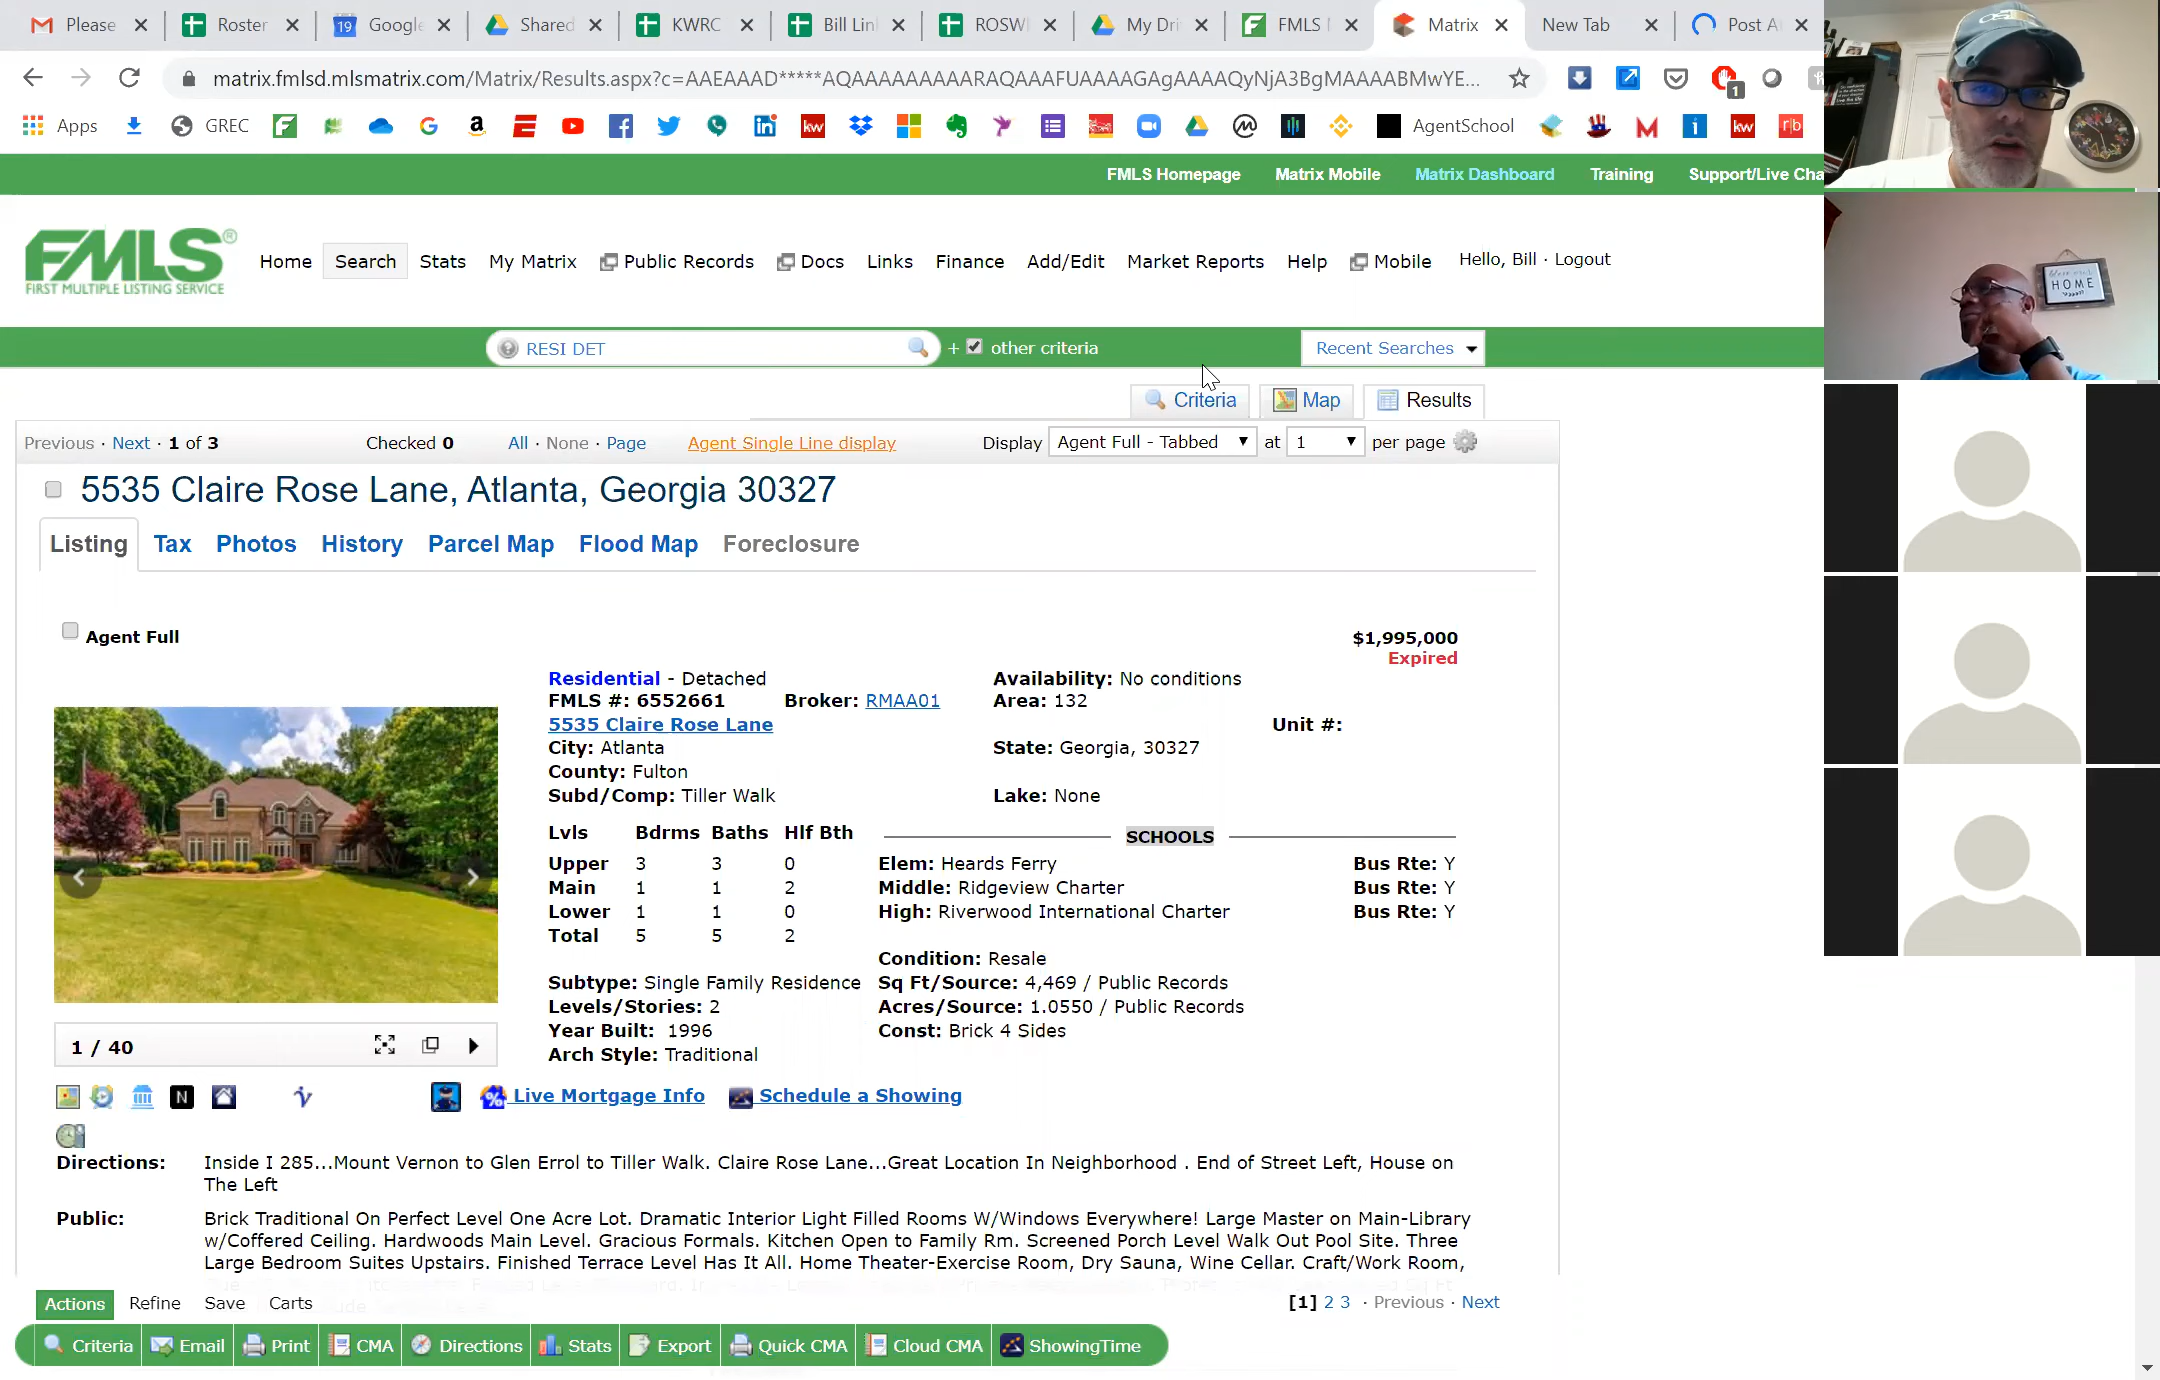 Please
Roster
19
Google
Shared
KWRC
Bill Lin
ROSW
My Dri
FMLS
Matrix
New Tab
Post A
matrix.fmlsd.mlsmatrix.com/Matrix/Results.aspx?c=AAEAAAD*****AQAAAAAAAAARAQAAAFUAAAAGAgAAAAQyNjA3BgMAAAABMwYE...
1
Apps
GREC
AgentSchool
FMLS Homepage
Matrix Mobile
Matrix Dashboard
Training
Support/Live Cha
FMLS
FIRST MULTIPLE LISTING SERVICE
Home
Search
Stats
My Matrix
Public Records
Docs
Links
Finance
Add/Edit
Market Reports
Help
Mobile
Hello, Bill · Logout
HOME
RESI DET
+ other criteria
Recent Searches
Criteria
Map
Results
Previous · Next · 1 of 3
Checked 0
All · None · Page
Agent Single Line display
Display Agent Full - Tabbed at 1 per page
5535 Claire Rose Lane, Atlanta, Georgia 30327
Listing
Tax
Photos
History
Parcel Map
Flood Map
Foreclosure
Agent Full
$1,995,000
Expired
Residential - Detached
Availability: No conditions
FMLS #: 6552661
Broker: RMAA01
Area: 132
5535 Claire Rose Lane
Unit #:
City: Atlanta
State: Georgia, 30327
County: Fulton
Subd/Comp: Tiller Walk
Lake: None
Lvls Bdrms Baths Hlf Bth
SCHOOLS
Upper 3 3 0
Elem: Heards Ferry
Bus Rte: Y
Main 1 1 2
Middle: Ridgeview Charter
Bus Rte: Y
Lower 1 1 0
High: Riverwood International Charter
Bus Rte: Y
Total 5 5 2
Condition: Resale
Subtype: Single Family Residence
Sq Ft/Source: 4,469 / Public Records
Levels/Stories: 2
Acres/Source: 1.0550 / Public Records
Year Built: 1996
Const: Brick 4 Sides
Arch Style: Traditional
1 / 40
Live Mortgage Info
Schedule a Showing
Directions: Inside I 285...Mount Vernon to Glen Errol to Tiller Walk. Claire Rose Lane...Great Location In Neighborhood . End of Street Left, House on
The Left
Public: Brick Traditional On Perfect Level One Acre Lot. Dramatic Interior Light Filled Rooms W/Windows Everywhere! Large Master on Main-Library
w/Coffered Ceiling. Hardwoods Main Level. Gracious Formals. Kitchen Open to Family Rm. Screened Porch Level Walk Out Pool Site. Three
Large Bedroom Suites Upstairs. Finished Terrace Level Has It All. Home Theater-Exercise Room, Dry Sauna, Wine Cellar. Craft/Work Room,
Actions
Refine
Save
Carts
[1] 2 3 · Previous · Next
Criteria
Email
Print
CMA
Directions
Stats
Export
Quick CMA
Cloud CMA
ShowingTime